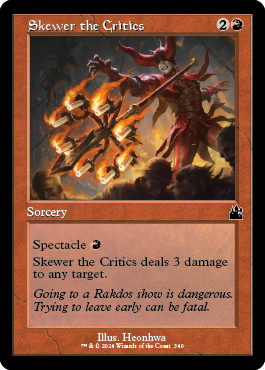 Skewer the Critics 2
Sorcery
Spectacle
Skewer the Critics deals 3 damage
to any target.
Going to a Rakdos show is dangerous.
Trying to leave early can be fatal.
Illus. Heonhwa
™ & © 2024 Wizards of the Coast 340